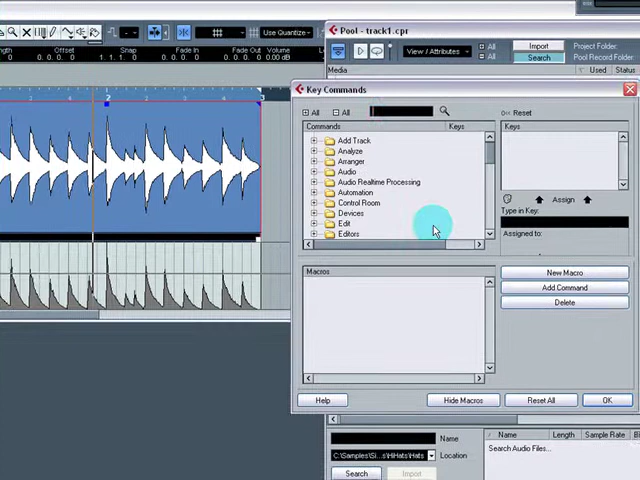 Pool - track1.cpr
Use Quantize
Offset
Fade In
Fade Out
Volume
0
0. 0. 0. 0
0. 0. 0. 0
0. 0. 0. 0
0.00 dB
View / Attributes
All
All
Import
Search
Project Folder:
Pool Record Folder:
Media
Used
Status
Key Commands
All
All
Reset
Commands
Keys
Keys
Add Track
Analyze
Arranger
Audio
Audio Realtime Processing
Automation
Control Room
Devices
Edit
Editors
Assign
Type in Key:
Assigned to:
Macros
New Macro
Add Command
Delete
Help
Hide Macros
Reset All
OK
Name
C:\Samples\Sl...s\HiHats\Hats
Location
Search
Import
Name
Length
Sample Rate
Search Audio Files...